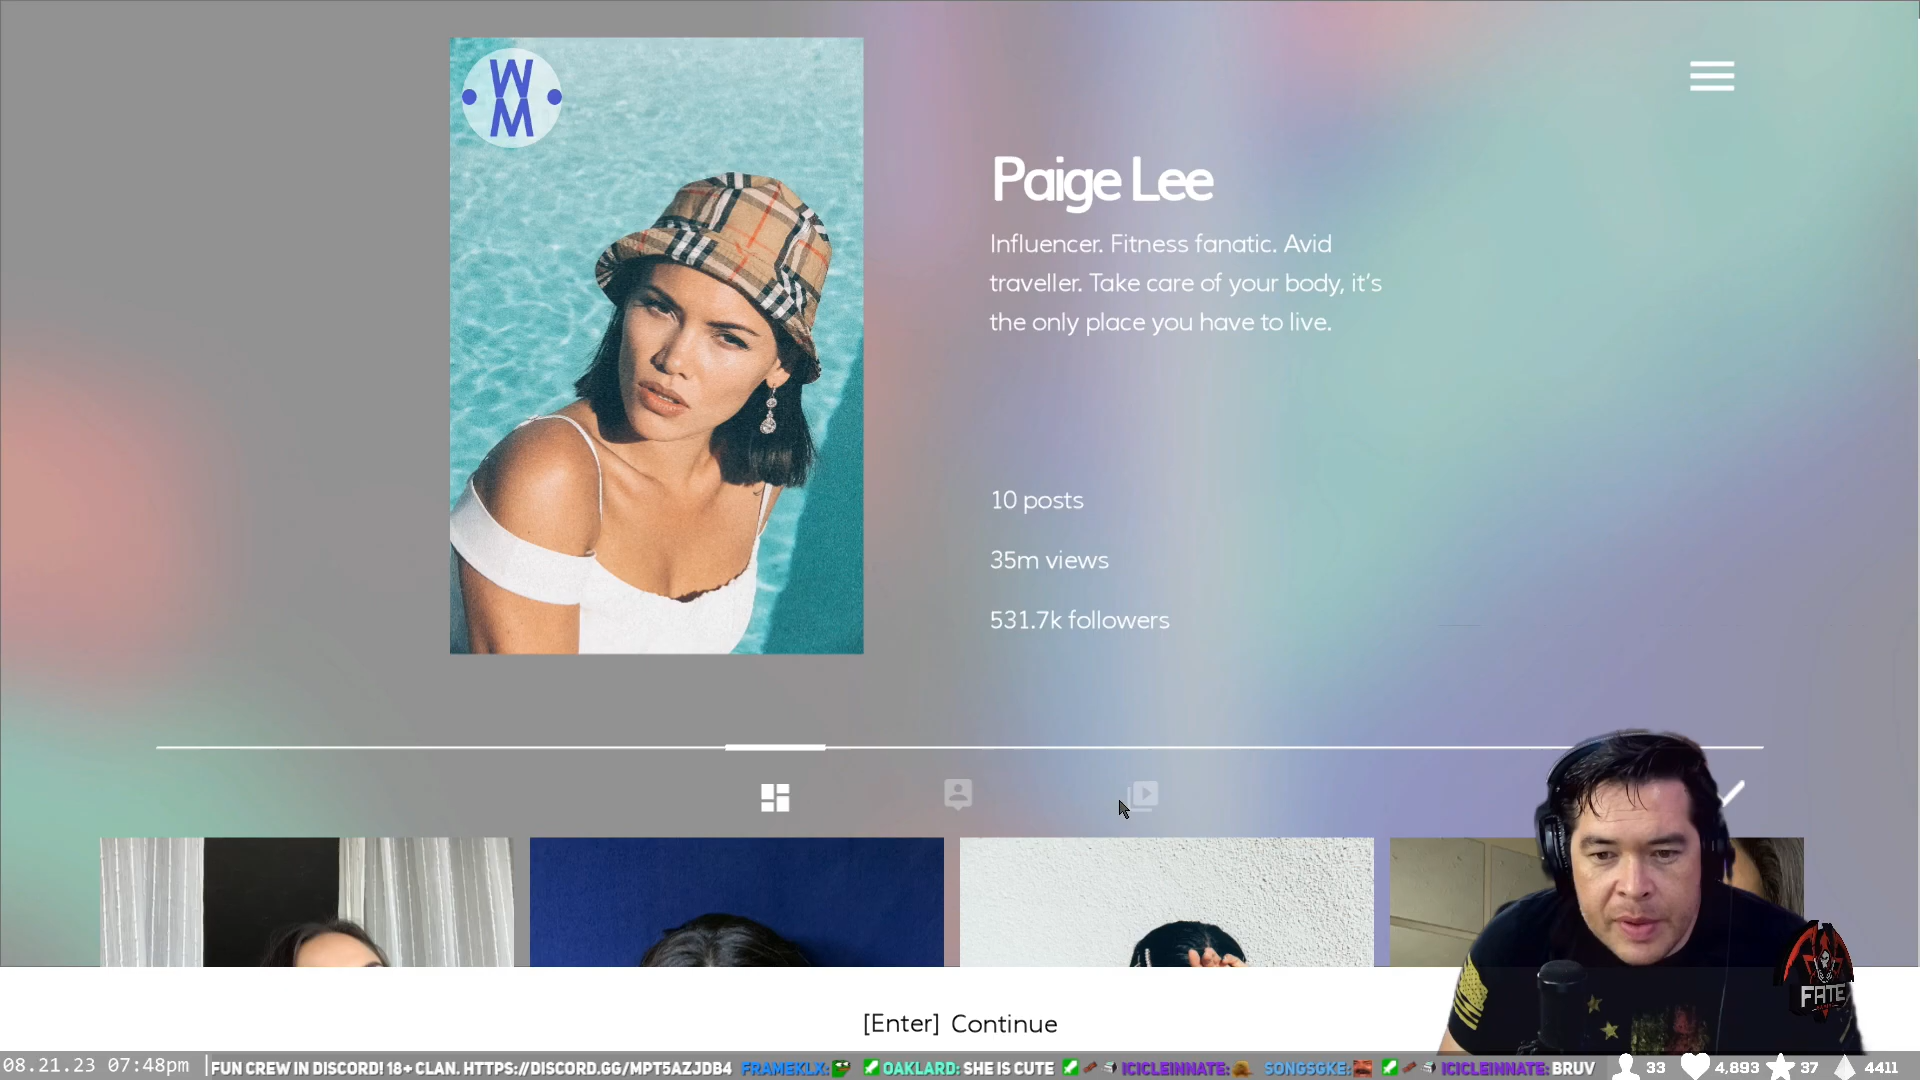 W
M
Paige Lee
Influencer. Fitness fanatic. Avid
traveller. Take care of your body, it's
the only place you have to live.
10 posts
35m views
531.7k followers
[Enter] Continue
FATE
08.21.23 07:48pm
FUN CREW IN DISCORD! 18+ CLAN. HTTPS://DISCORD.GG/MPT5AZJDB4 FRAMEKLX: OAKLARD: SHE IS CUTE ICICLEINNATE: SONGSGKE: ICICLEINNATE: BRUV
33 4,893 37 4411